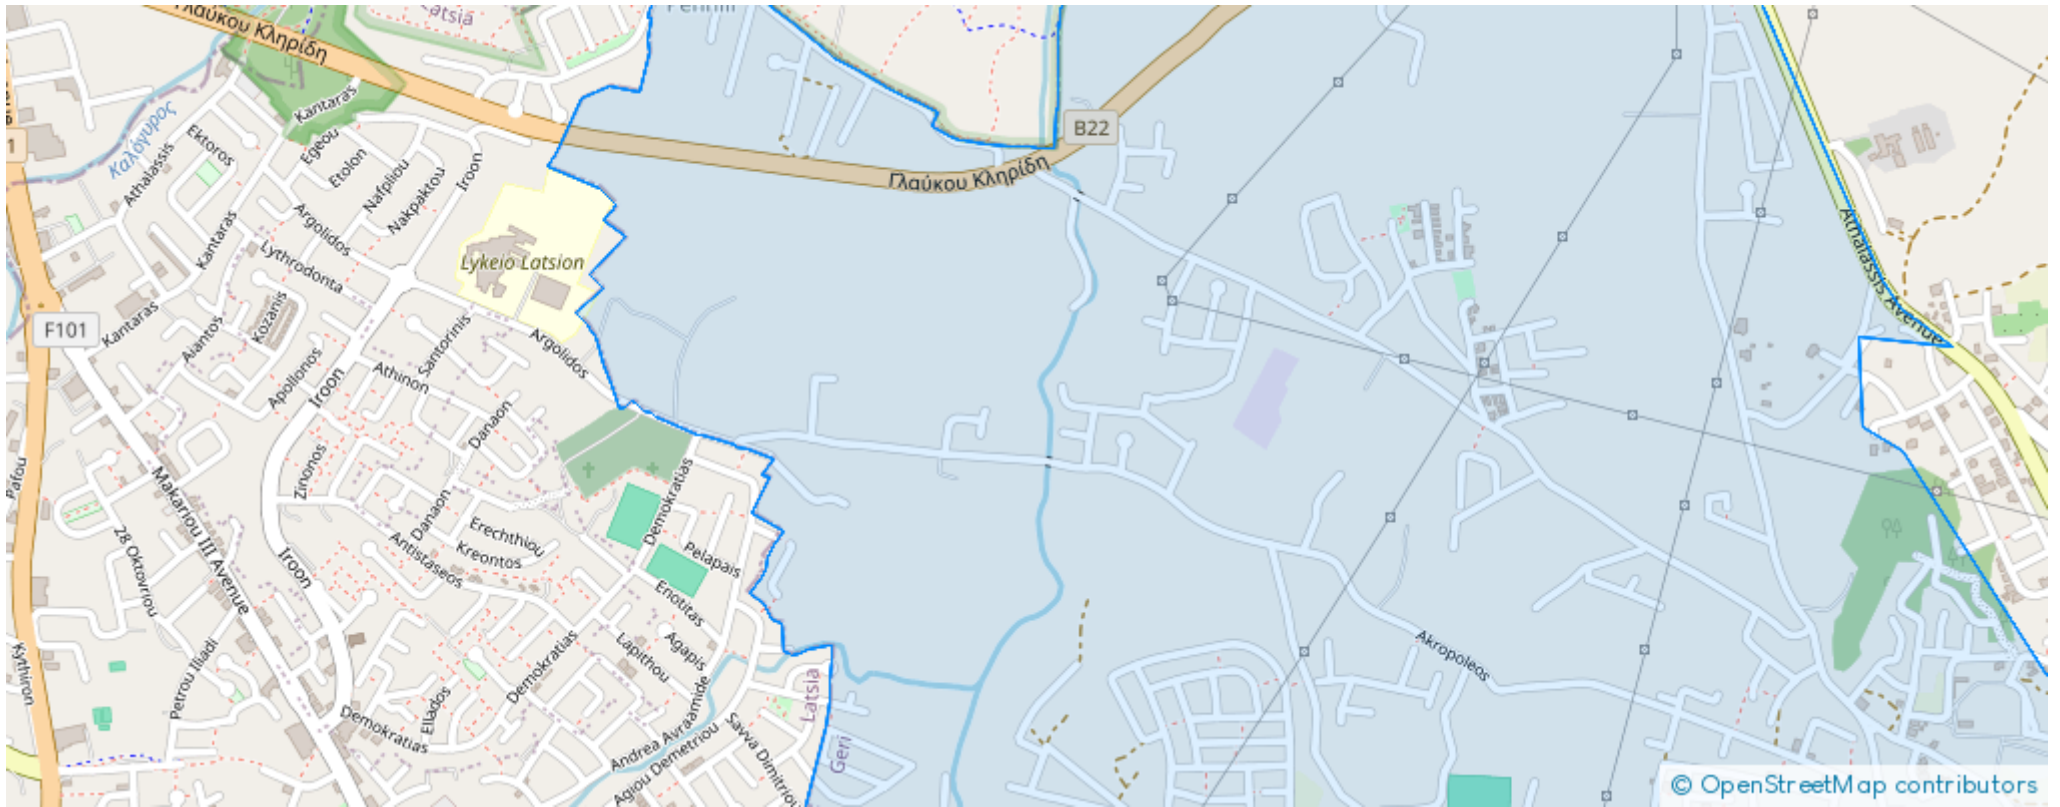 Latsia
Γλαύκου Κληρίδη
Καλόγυρος
Kantaras
Ektoros
Egeou
Athalassis
Etolon
Nafpliou
Iroon
Nakpaktou
B22
Γλαύκου Κληρίδη
1
Argolidos
Kantaras
Lythrodonta
Lykeio Latsion
Athalassis Avenue
Kozanis
F101
Kantaras
Aiantos
Santorinis
Argolidos
Apollonos
Iroon
Athinon
Danaon
Zinonos
Pafou
Makariou III Avenue
Danaon
Erechthiou
Kreontos
Antistaseos
Demokratias
Pelapais
Enotitas
28 Oktovriou
Iroon
Agapis
Lapithou
Akropoleos
Kythiron
Petrou Iliadi
Demokratias
Ellados
Demokratias
Andrea Avraamide
Agiou Demetriou
Savva Dimitriou
Latsia
Geri
© OpenStreetMap contributors